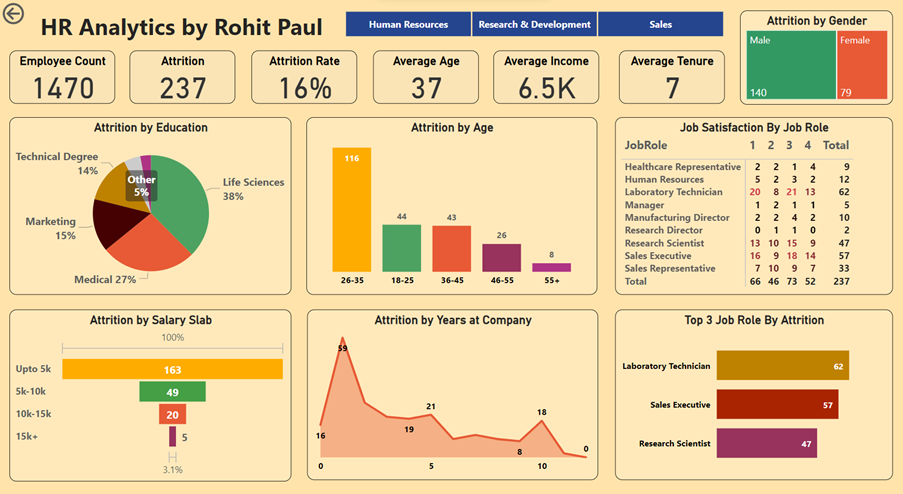 HR Analytics by Rohit Paul
Human Resources
Research & Development
Sales
Employee Count
1470
Attrition
237
Attrition Rate
16%
Average Age
37
Average Income
6.5K
Average Tenure
7
Attrition by Gender
Male
Female
140
79
Attrition by Education
Technical Degree
14%
Other
5%
Life Sciences
38%
Marketing
15%
Medical 27%
Attrition by Age
116
44
43
26
8
26-35 18-25 36-45 46-55 55+
Job Satisfaction By Job Role
JobRole 1 2 3 4 Total
Healthcare Representative 2 2 1 4 9
Human Resources 5 2 3 2 12
Laboratory Technician 20 8 21 13 62
Manager 1 2 1 1 5
Manufacturing Director 2 2 4 2 10
Research Director 0 1 1 0 2
Research Scientist 13 10 15 9 47
Sales Executive 16 9 18 14 57
Sales Representative 7 10 9 7 33
Total 66 46 73 52 237
Attrition by Salary Slab
100%
Upto 5k 163
5k-10k 49
10k-15k 20
15k+ 5
3.1%
Attrition by Years at Company
59
16
19
21
8
18
0
0 5 10
Top 3 Job Role By Attrition
Laboratory Technician 62
Sales Executive 57
Research Scientist 47